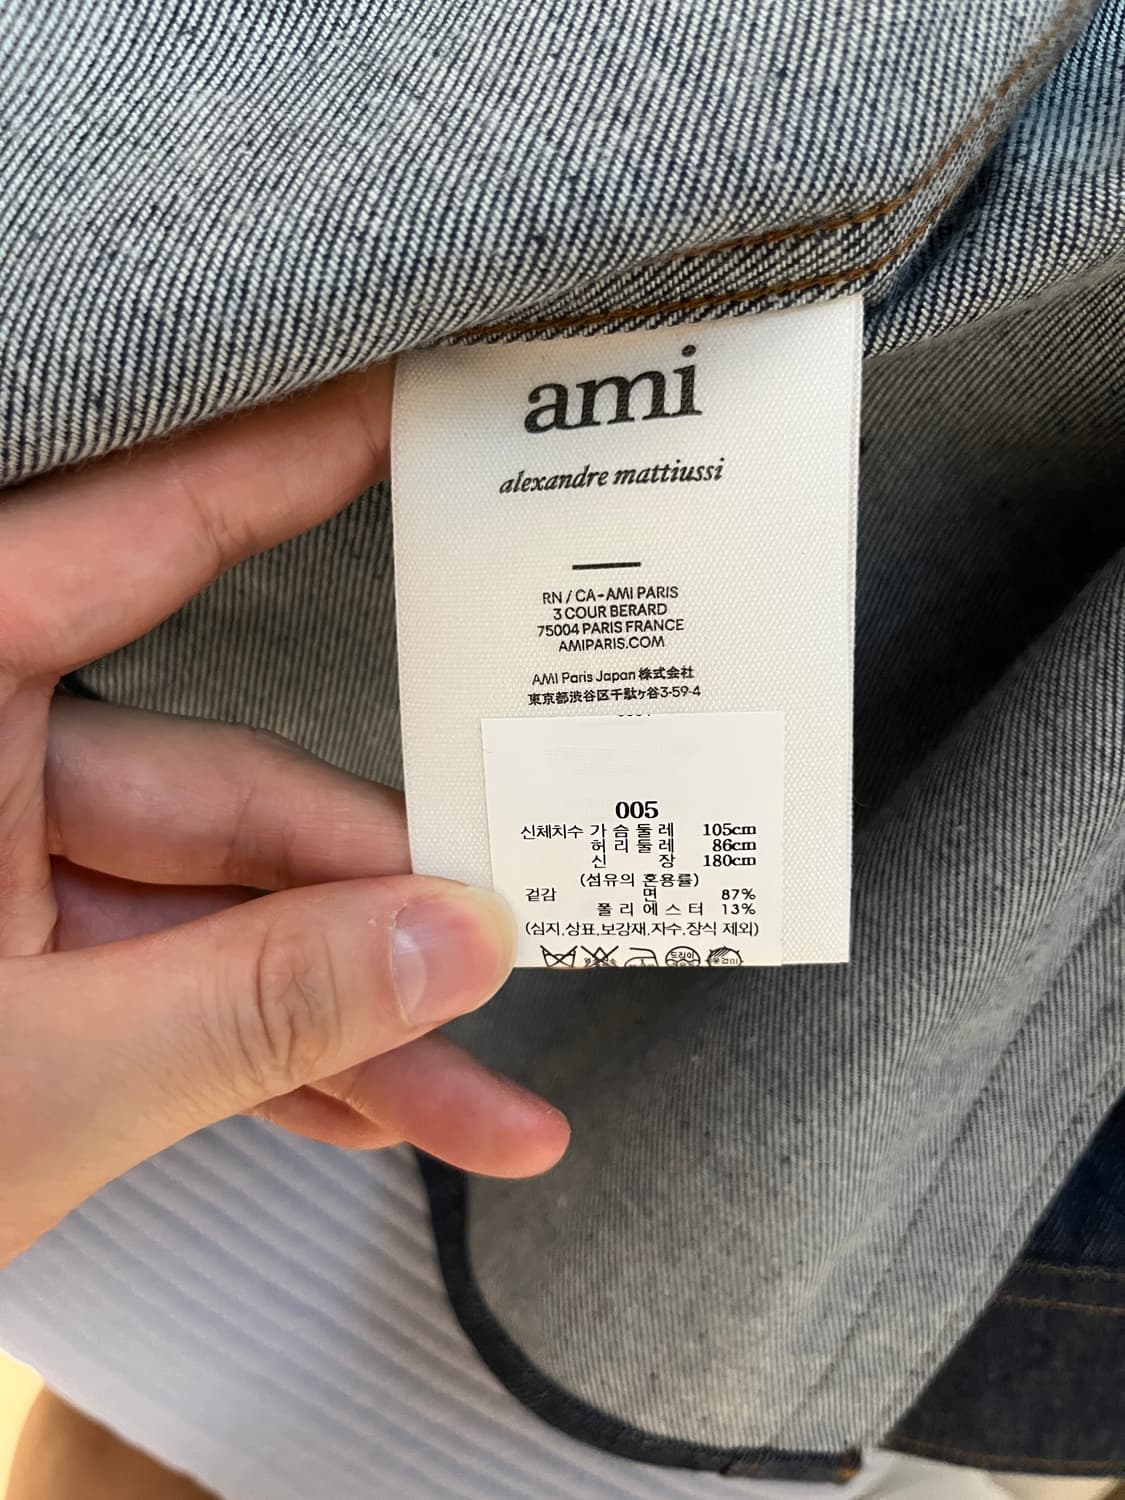 ami
alexandre mattiussi
RN / CA-AMI PARIS
3 COUR BERARD
75004 PARIS FRANCE
AMIPARIS.COM
AMI Paris Japan 株式会社
東京都渋谷区千駄ヶ谷3-59-4
005
신체치수 가 슴 둘 레 105cm
허 리 둘 레 86cm
신 장 180cm
(섬유의 혼용률)
겉감 면 87%
폴 리 에 스 터 13%
(심지,상표,보강재,자수,장식 제외)